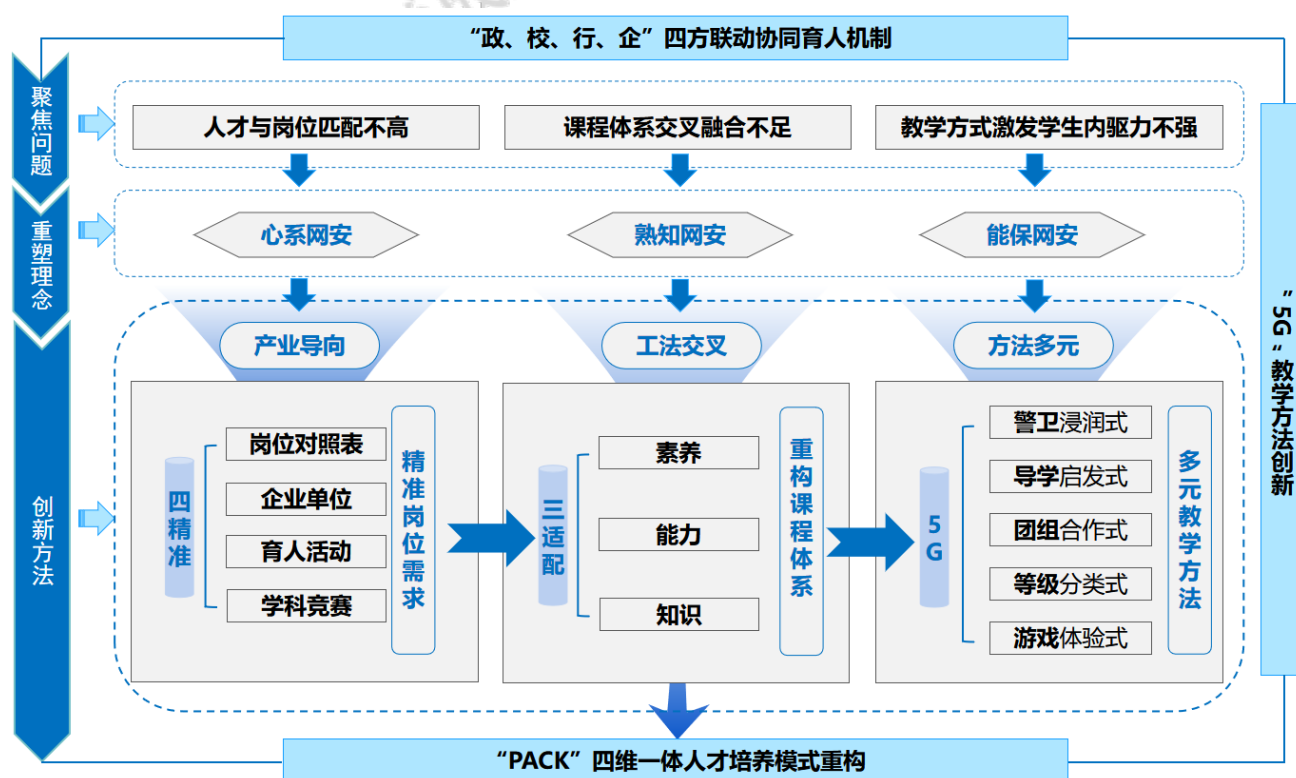 “政、校、行、企”四方联动协同育人机制
聚焦问题
人才与岗位匹配不高
课程体系交叉融合不足
教学方式激发学生内驱力不强
重塑理念
心系网安
熟知网安
能保网安
创新方法
产业导向
工法交叉
方法多元
四精准
岗位对照表
企业单位
育人活动
学科竞赛
精准岗位需求
三适配
素养
能力
知识
重构课程体系
5G
警卫浸润式
导学启发式
团组合作式
等级分类式
游戏体验式
多元教学方法
“5G“教学方法创新
“PACK”四维一体人才培养模式重构